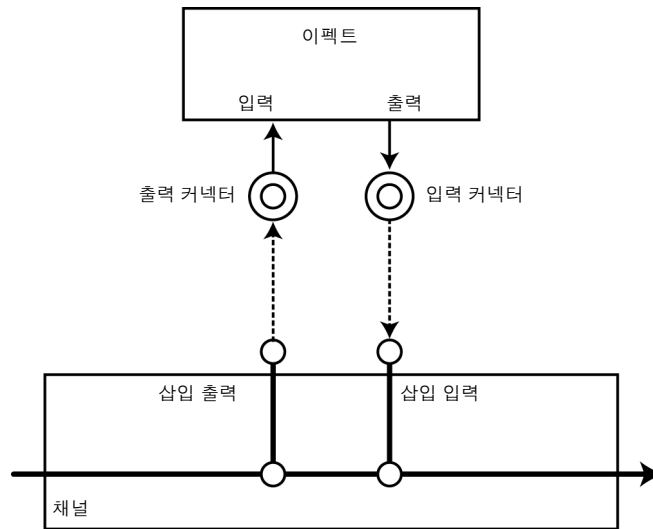 이펙트
입력
출력
출력 커넥터
입력 커넥터
삽입 출력
삽입 입력
채널